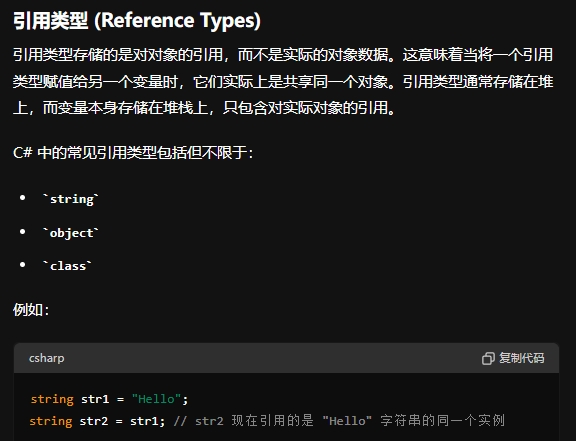 引用类型 (Reference Types)
引用类型存储的是对对象的引用，而不是实际的对象数据。这意味着当将一个引用
类型赋值给另一个变量时，它们实际上是共享同一个对象。引用类型通常存储在堆
上，而变量本身存储在堆栈上，只包含对实际对象的引用。
C# 中的常见引用类型包括但不限于：
• `string`
• `object`
• `class`
例如：
csharp
复制代码
string str1 = "Hello";
string str2 = str1; // str2 现在引用的是 "Hello" 字符串的同一个实例